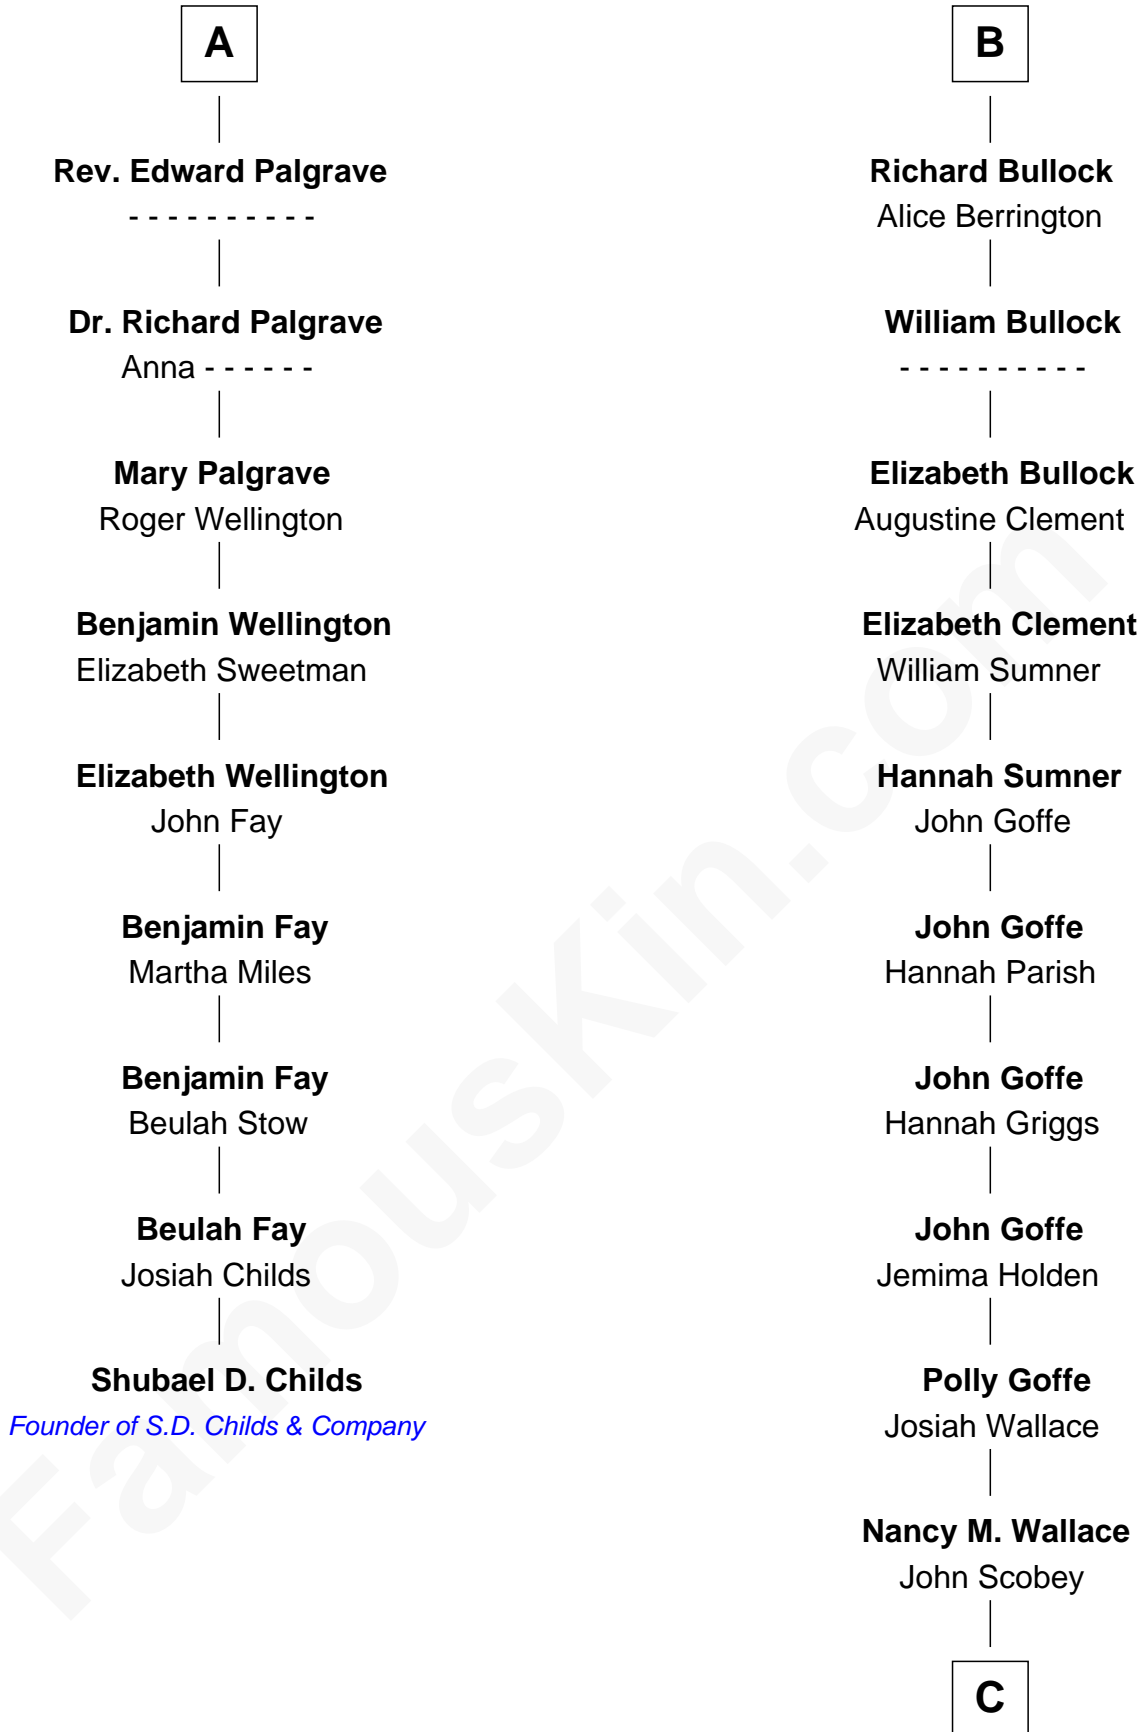 A
Rev. Edward Palgrave
- - - - - - - - - -
Dr. Richard Palgrave
Anna - - - - - -
Mary Palgrave
Roger Wellington
Benjamin Wellington
Elizabeth Sweetman
Elizabeth Wellington
John Fay
Benjamin Fay
Martha Miles
Benjamin Fay
Beulah Stow
Beulah Fay
Josiah Childs
Shubael D. Childs
Founder of S.D. Childs & Company
B
Richard Bullock
Alice Berrington
William Bullock
- - - - - - - - - -
Elizabeth Bullock
Augustine Clement
Elizabeth Clement
William Sumner
Hannah Sumner
John Goffe
John Goffe
Hannah Parish
John Goffe
Hannah Griggs
John Goffe
Jemima Holden
Polly Goffe
Josiah Wallace
Nancy M. Wallace
John Scobey
C
FamousKin.com